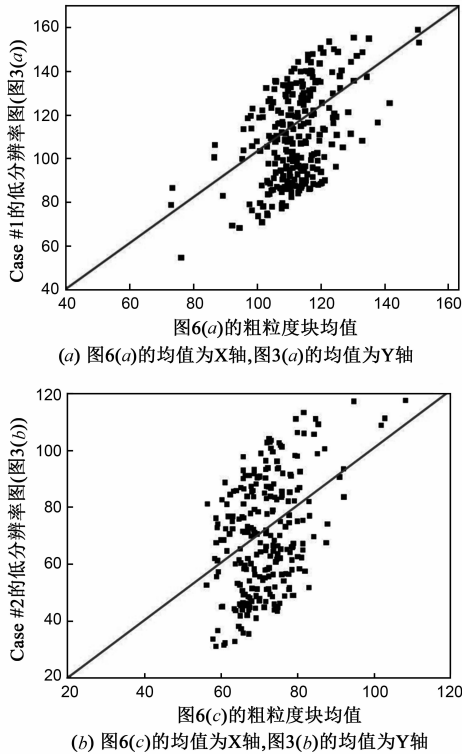 160
140
120
100
80
60
40
Case #1的低分辨率图(图3(a))
40 60 80 100 120 140 163
图6(a)的粗粒度块均值
(a) 图6(a)的均值为X轴,图3(a)的均值为Y轴
120
100
80
60
40
20
Case #2的低分辨率图(图3(b))
20 40 60 80 100 120
图6(c)的粗粒度块均值
(b) 图6(c)的均值为X轴,图3(b)的均值为Y轴